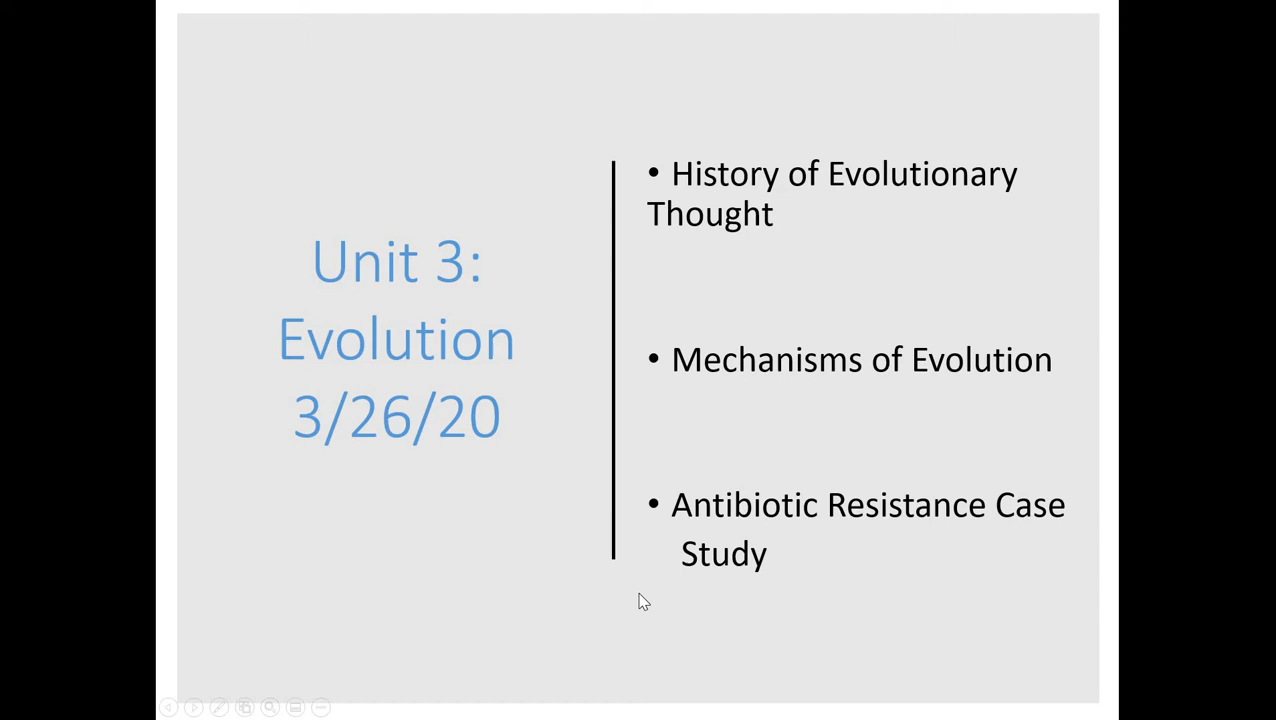 Unit 3:
Evolution
3/26/20
• History of Evolutionary
Thought
• Mechanisms of Evolution
• Antibiotic Resistance Case
Study